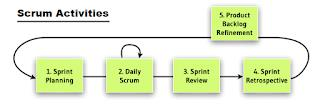 Scrum Activities
5. Product
Backlog
Refinement
1. Sprint
Planning
2. Daily
Scrum
3. Sprint
Review
4. Sprint
Retrospective